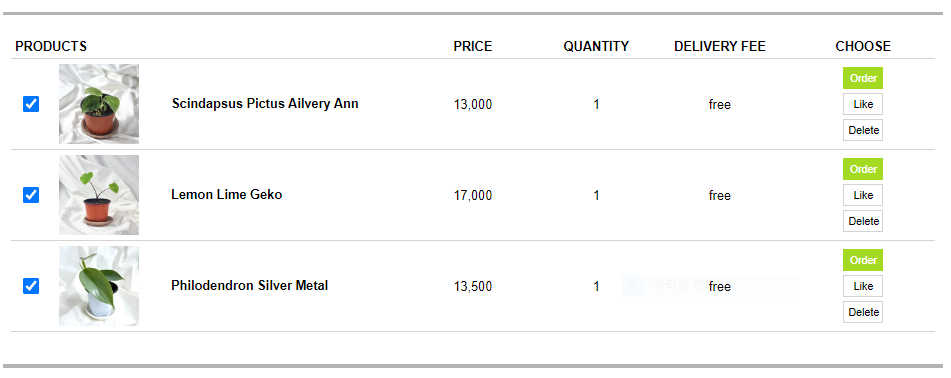 PRODUCTS PRICE QUANTITY DELIVERY FEE CHOOSE
Scindapsus Pictus Ailvery Ann 13,000 1 free
Order
Like
Delete
Lemon Lime Geko 17,000 1 free
Order
Like
Delete
Philodendron Silver Metal 13,500 1 free
Order
Like
Delete